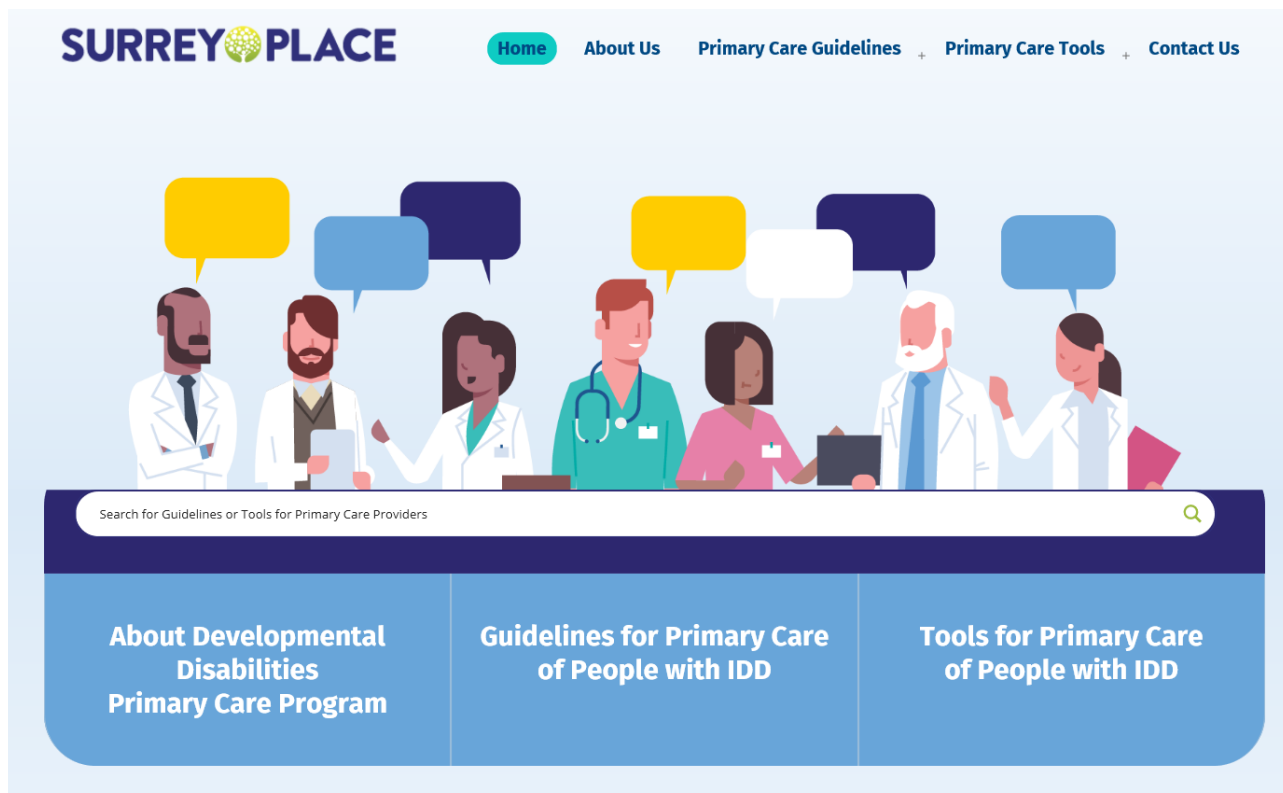 SURREY PLACE
Home About Us Primary Care Guidelines + Primary Care Tools + Contact Us
Search for Guidelines or Tools for Primary Care Providers
About Developmental
Disabilities
Primary Care Program
Guidelines for Primary Care
of People with IDD
Tools for Primary Care
of People with IDD